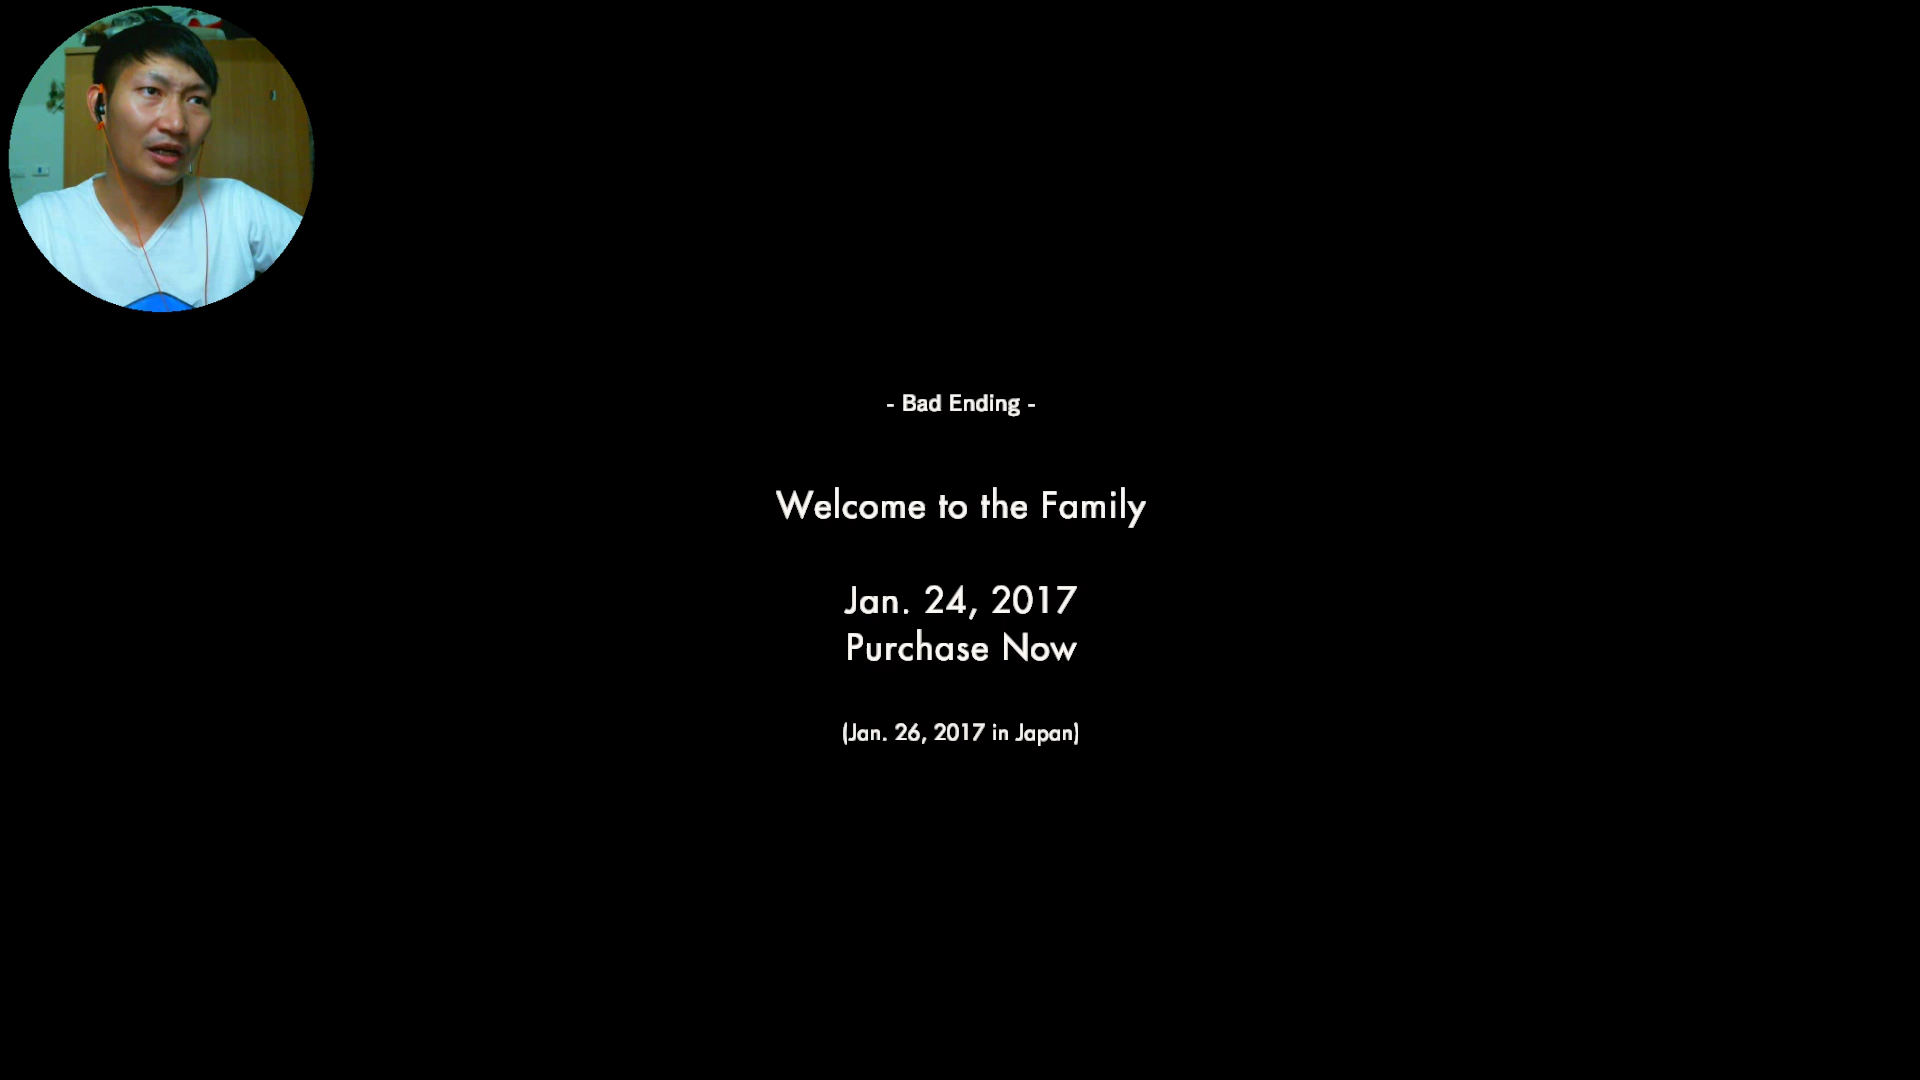 - Bad Ending -
Welcome to the Family
Jan. 24, 2017
Purchase Now
(Jan. 26, 2017 in Japan)